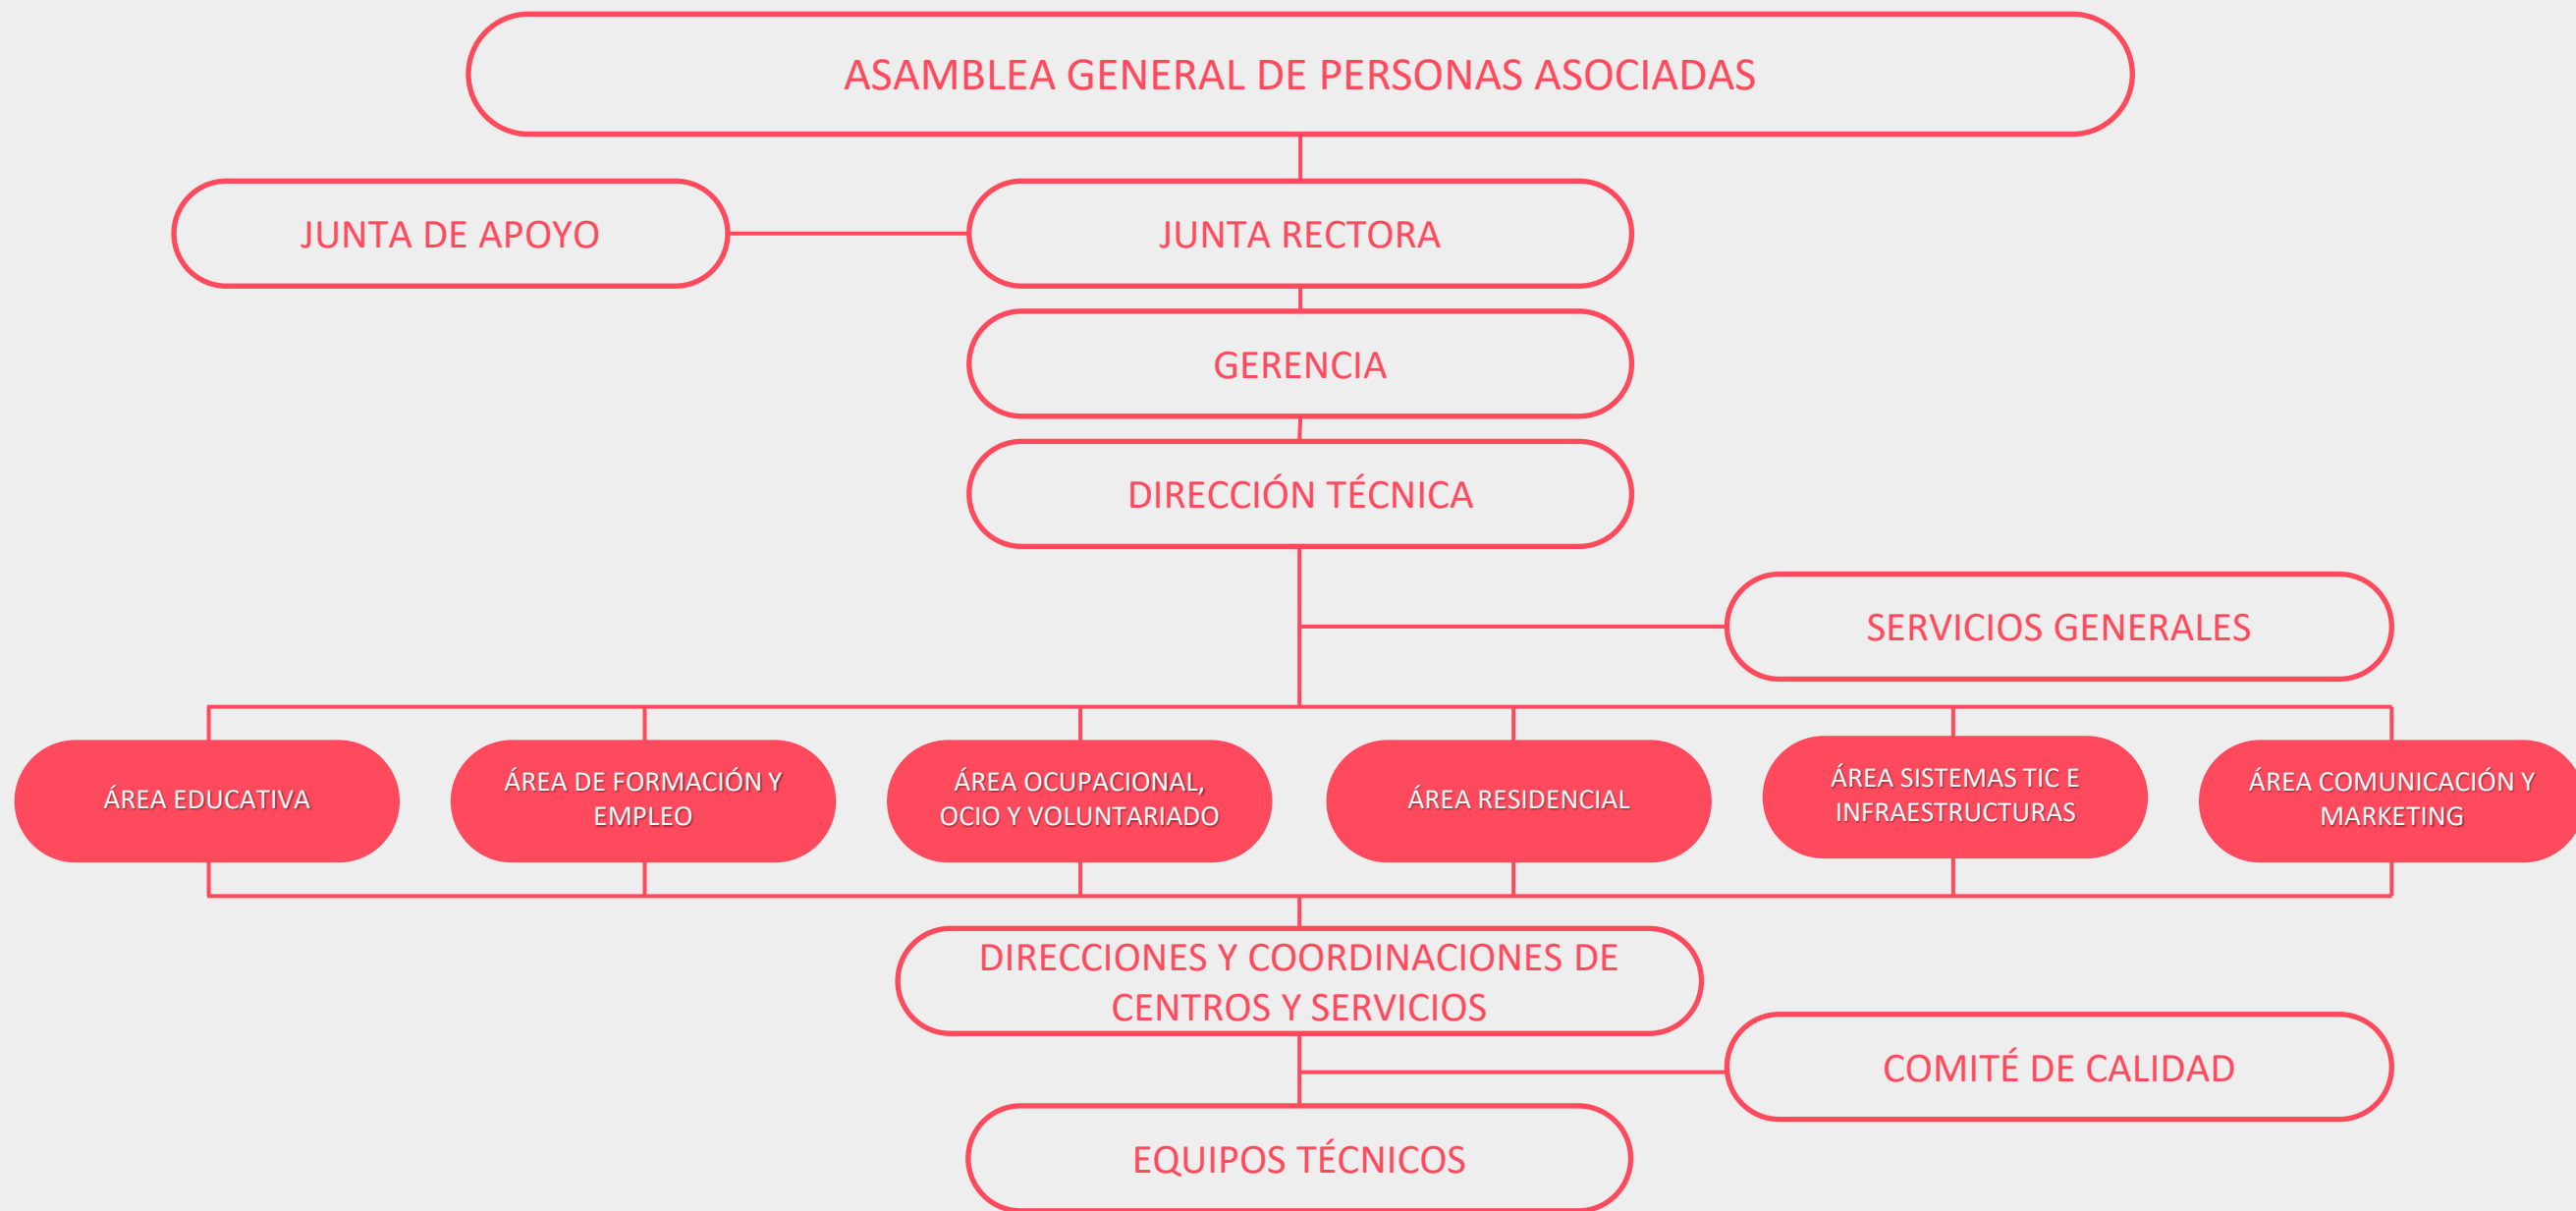 ASAMBLEA GENERAL DE PERSONAS ASOCIADAS
JUNTA DE APOYO
JUNTA RECTORA
GERENCIA
DIRECCIÓN TÉCNICA
SERVICIOS GENERALES
ÁREA EDUCATIVA
ÁREA DE FORMACIÓN Y
EMPLEO
ÁREA OCUPACIONAL,
OCIO Y VOLUNTARIADO
ÁREA RESIDENCIAL
ÁREA SISTEMAS TIC E
INFRAESTRUCTURAS
ÁREA COMUNICACIÓN Y
MARKETING
DIRECCIONES Y COORDINACIONES DE
CENTROS Y SERVICIOS
COMITÉ DE CALIDAD
EQUIPOS TÉCNICOS